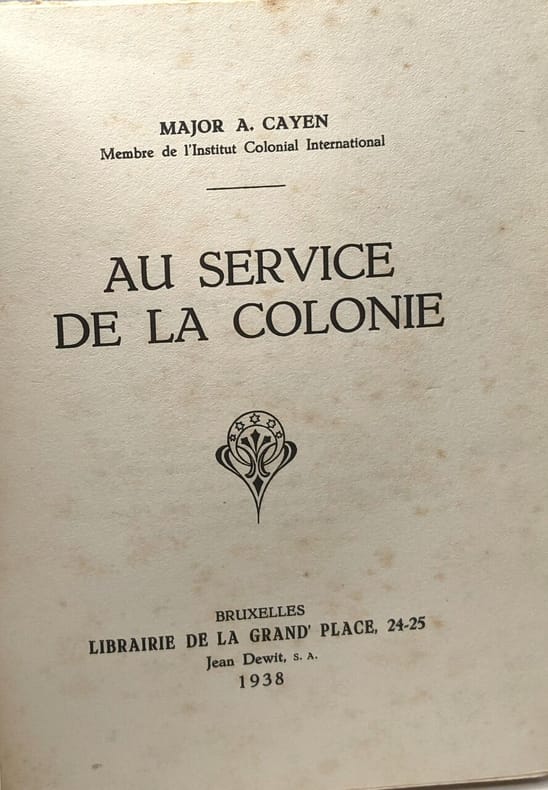 MAJOR A. CAYEN
Membre de l'Institut Colonial International
AU SERVICE
DE LA COLONIE
BRUXELLES
LIBRAIRIE DE LA GRAND' PLACE, 24-25
Jean Dewit, S. A.
1938